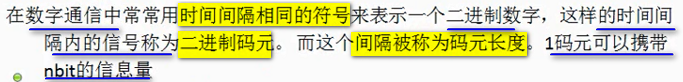 在数字通信中常常用时间间隔相同的符号来表示一个二进制数字，这样的时间间
隔内的信号称为二进制码元。而这个间隔被称为码元长度。1码元可以携带
nbit的信息量